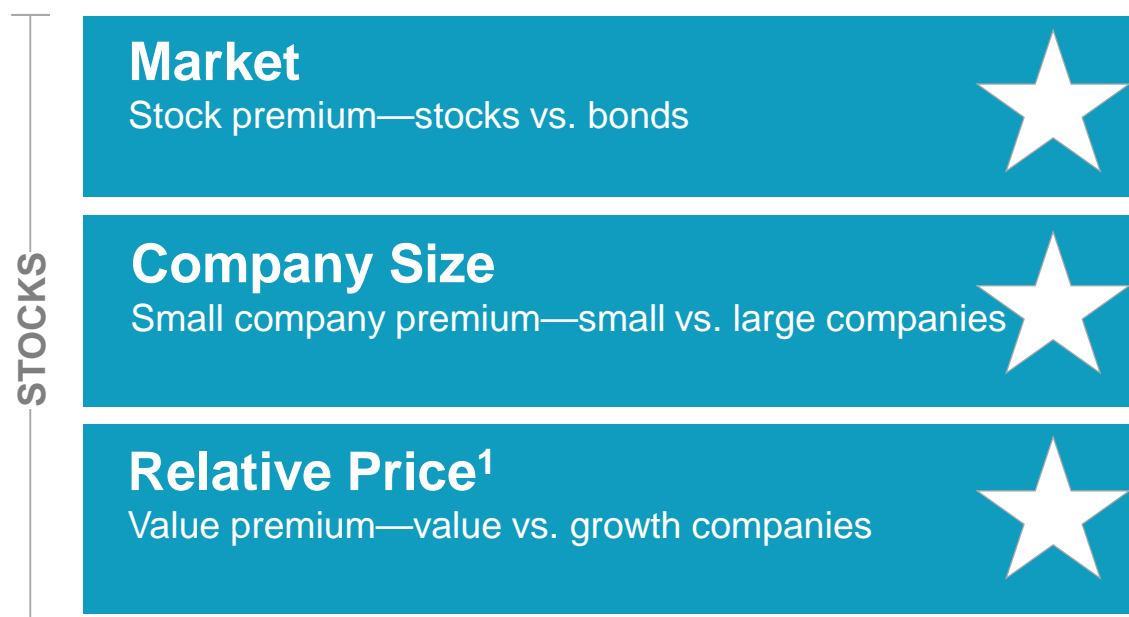 Market
Stock premium—stocks vs. bonds
STOCKS
Company Size
Small company premium—small vs. large companies
Relative Price¹
Value premium—value vs. growth companies